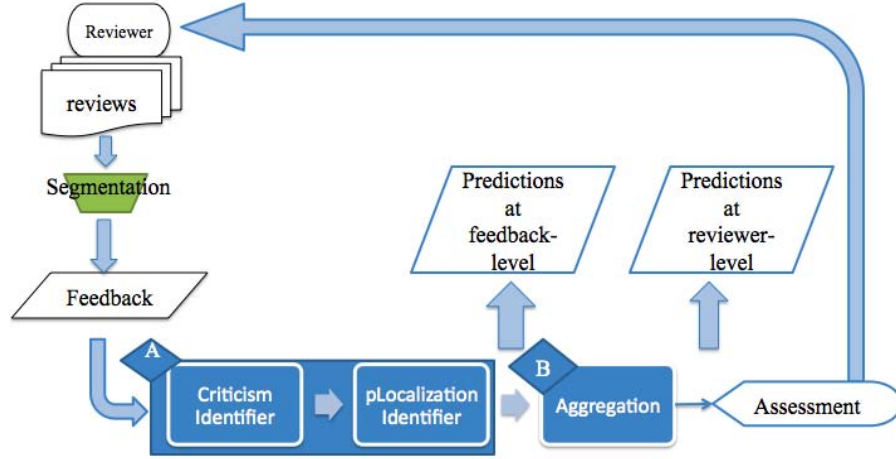 Reviewer
reviews
Segmentation
Feedback
Predictions
at
feedback-
level
Predictions
at
reviewer-
level
A
Criticism
Identifier
pLocalization
Identifier
B
Aggregation
Assessment